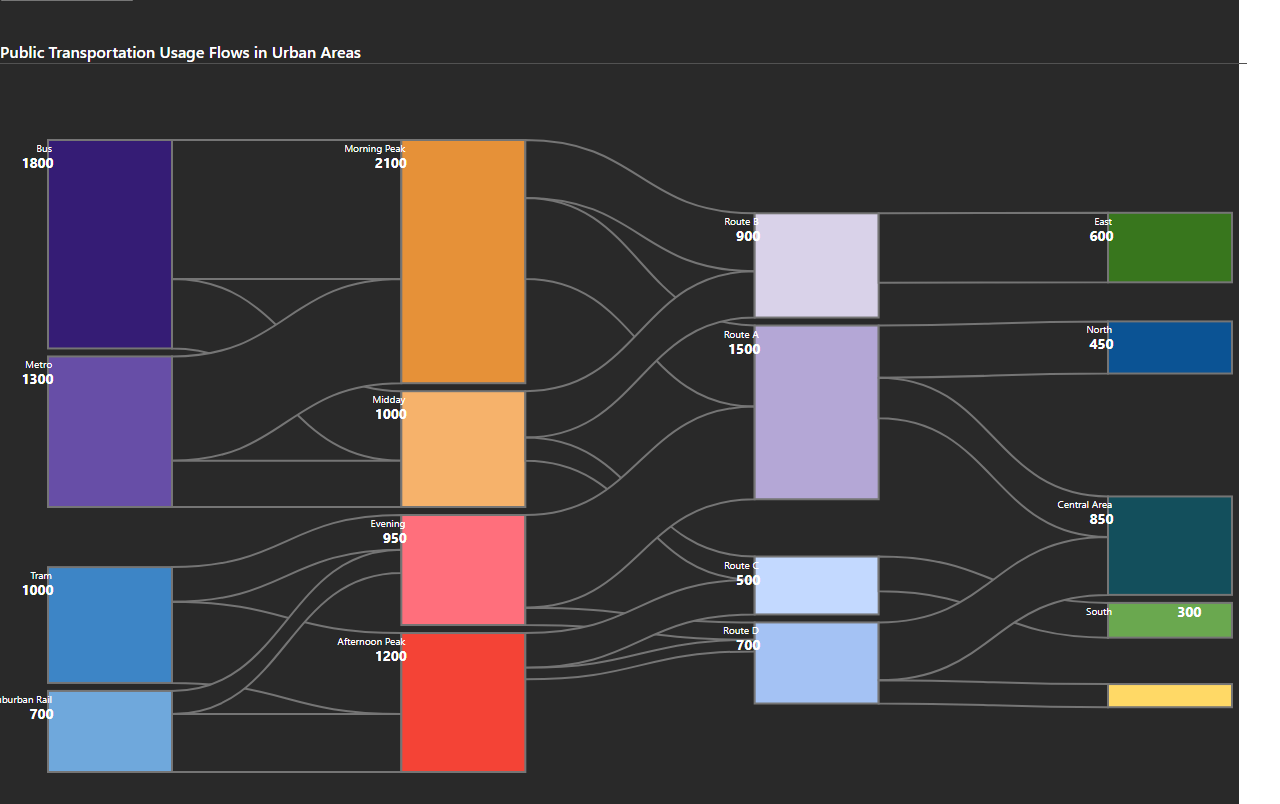 Public Transportation Usage Flows in Urban Areas
Bus
1800
Morning Peak
2100
Route B
900
East
600
Route A
1500
North
450
Metro
1300
Midday
1000
Central Area
850
Evening
950
Route C
500
Tram
1000
South
300
Route D
700
Afternoon Peak
1200
uburban Rail
700